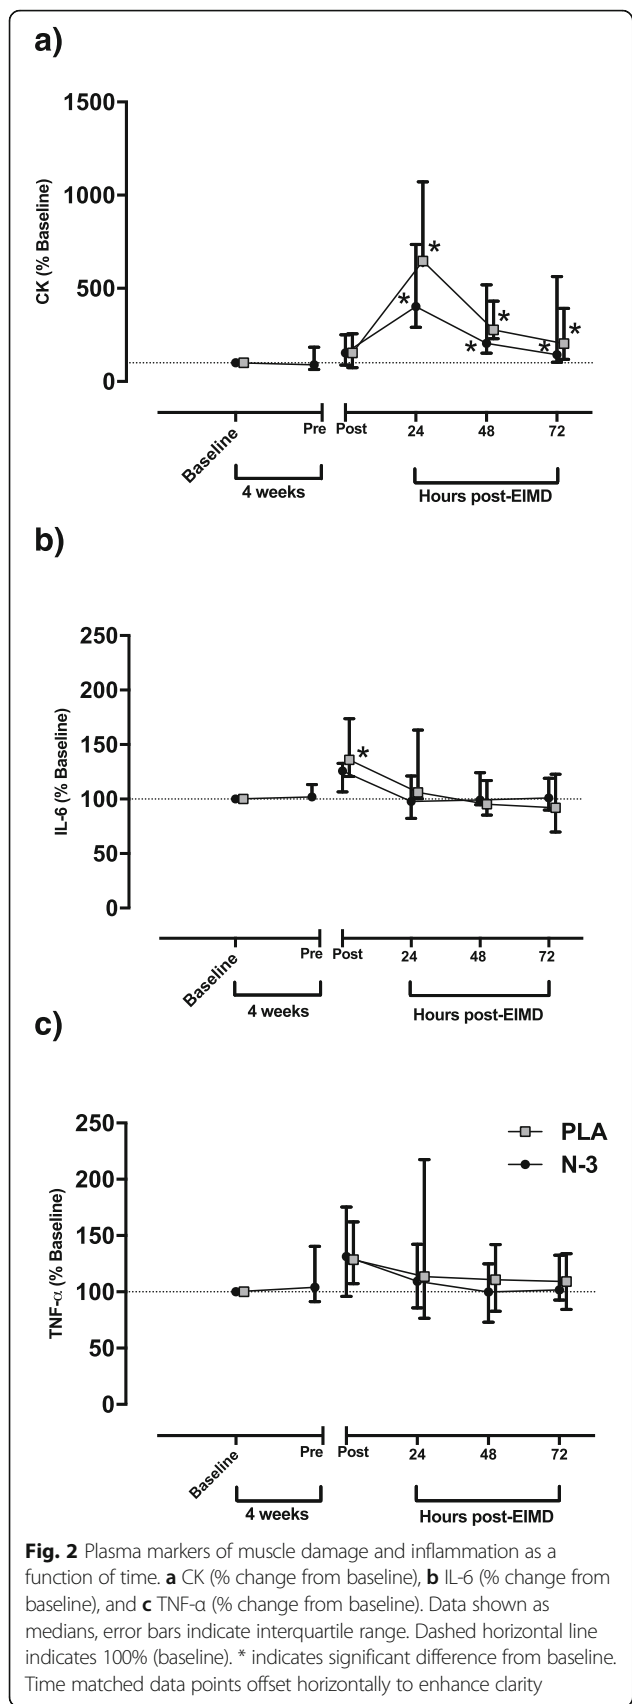 a)
1500
1000
500
0
CK (% Baseline)
*
*
*
*
*
*
Baseline
Pre
Post
24
48
72
4 weeks
Hours post-EIMD
b)
250
200
150
100
50
0
IL-6 (% Baseline)
*
Baseline
Pre
Post
24
48
72
4 weeks
Hours post-EIMD
c)
250
200
150
100
50
0
TNF-α (% Baseline)
PLA
N-3
Baseline
Pre
Post
24
48
72
4 weeks
Hours post-EIMD
Fig. 2 Plasma markers of muscle damage and inflammation as a
function of time. a CK (% change from baseline), b IL-6 (% change from
baseline), and c TNF-α (% change from baseline). Data shown as
medians, error bars indicate interquartile range. Dashed horizontal line
indicates 100% (baseline). * indicates significant difference from baseline.
Time matched data points offset horizontally to enhance clarity